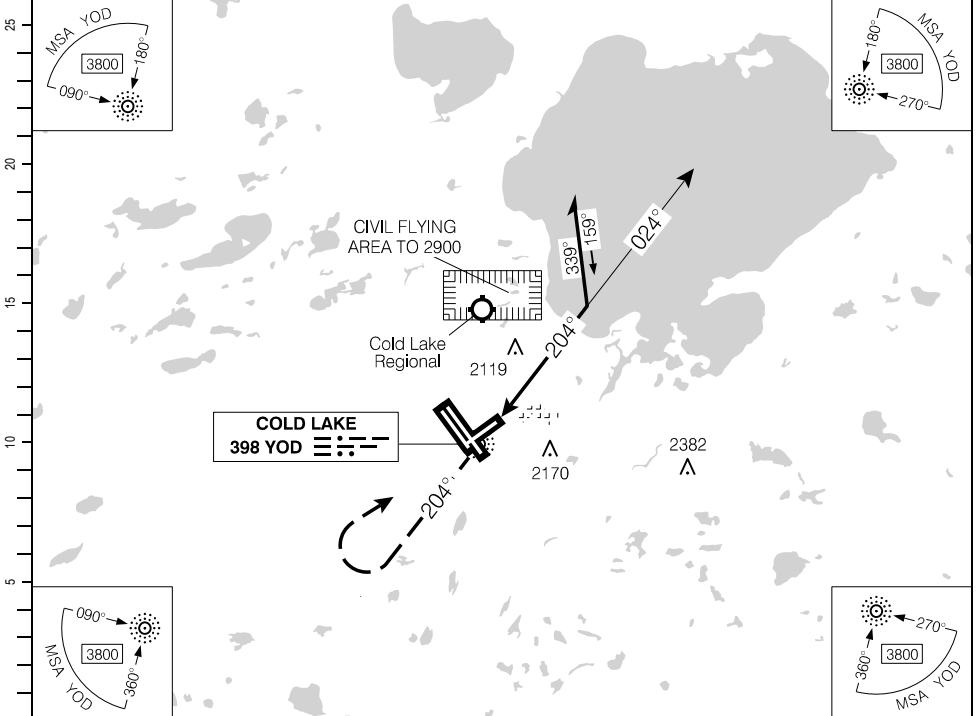 25
20
15
10
5
MSA YOD
3800
180°
090°
MSA YOD
3800
180°
270°
CIVIL FLYING
AREA TO 2900
339°
159°
024°
Cold Lake
Regional
204°
2119
COLD LAKE
398 YOD
2170
2382
204°
090°
3800
360°
MSA YOD
270°
3800
360°
MSA YOD